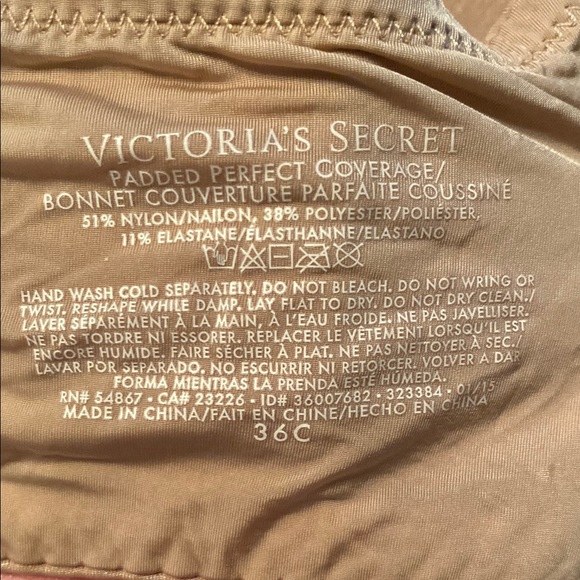 VICTORIA'S SECRET
PADDED PERFECT COVERAGE/
BONNET COUVERTURE PARFAITE COUSSINÉ
51% NYLON/NAILON, 38% POLYESTER/POLIÉSTER,
11% ELASTANE/ÉLASTHANNE/ELASTANO
HAND WASH COLD SEPARATELY. DO NOT BLEACH. DO NOT WRING OR
TWIST. RESHAPE WHILE DAMP. LAY FLAT TO DRY. DO NOT DRY CLEAN./
LAVER SÉPARÉMENT À LA MAIN, À L'EAU FROIDE. NE PAS JAVELLISER.
NE PAS TORDRE NI ESSORER. REPLACER LE VÊTEMENT LORSQU'IL EST
ENCORE HUMIDE. FAIRE SÉCHER À PLAT. NE PAS NETTOYER À SEC./
LAVAR POR SEPARADO. NO ESCURRIR NI RETORCER. VOLVER A DAR
FORMA MIENTRAS LA PRENDA ESTÉ HÚMEDA.
RN# 54867 • CA# 23226 • ID# 36007682 • 323384 • 01/15
MADE IN CHINA/FAIT EN CHINE/HECHO EN CHINA
36C